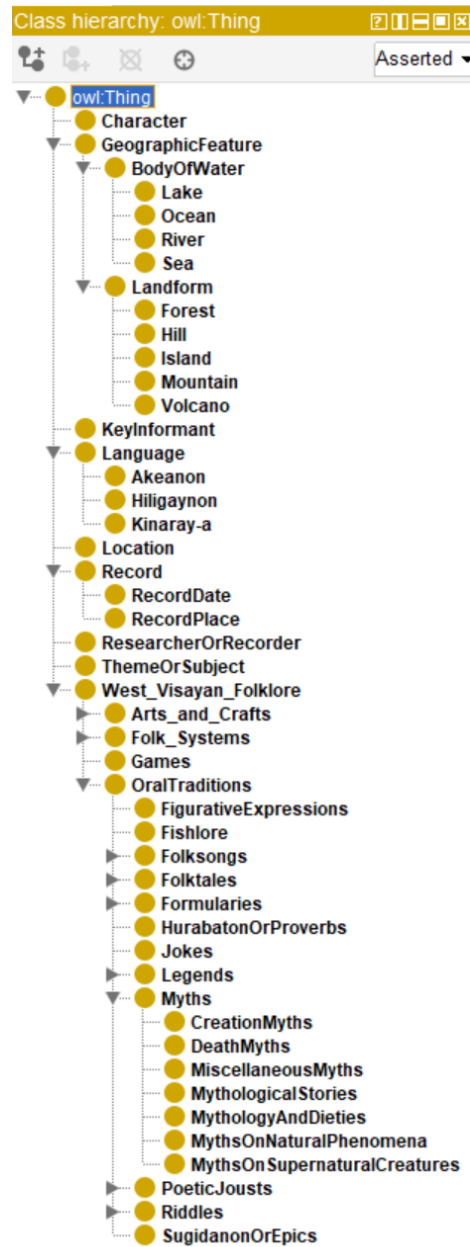 Class hierarchy: owl:Thing
Asserted
owl:Thing
Character
GeographicFeature
BodyOfWater
Lake
Ocean
River
Sea
Landform
Forest
Hill
Island
Mountain
Volcano
KeyInformant
Language
Akeanon
Hiligaynon
Kinaray-a
Location
Record
RecordDate
RecordPlace
ResearcherOrRecorder
ThemeOrSubject
West_Visayan_Folklore
Arts_and_Crafts
Folk_Systems
Games
OralTraditions
FigurativeExpressions
Fishlore
Folksongs
Folktales
Formularies
HurabatonOrProverbs
Jokes
Legends
Myths
CreationMyths
DeathMyths
MiscellaneousMyths
MythologicalStories
MythologyAndDieties
MythsOnNaturalPhenomena
MythsOnSupernaturalCreatures
PoeticJousts
Riddles
SugidanonOrEpics